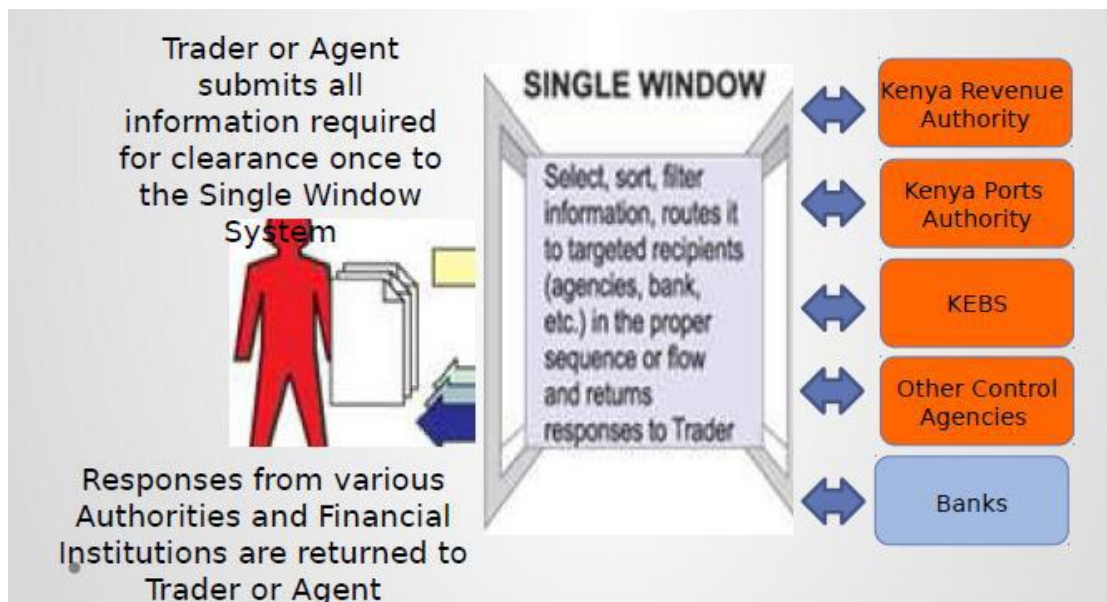 Trader or Agent
submits all
information required
for clearance once to
the Single Window
System
Responses from various
Authorities and Financial
Institutions are returned to
Trader or Agent
SINGLE WINDOW
Select, sort, filter
information, routes it
to targeted recipients
(agencies, bank,
etc.) in the proper
sequence or flow
and returns
responses to Trader
Kenya Revenue
Authority
Kenya Ports
Authority
KEBS
Other Control
Agencies
Banks